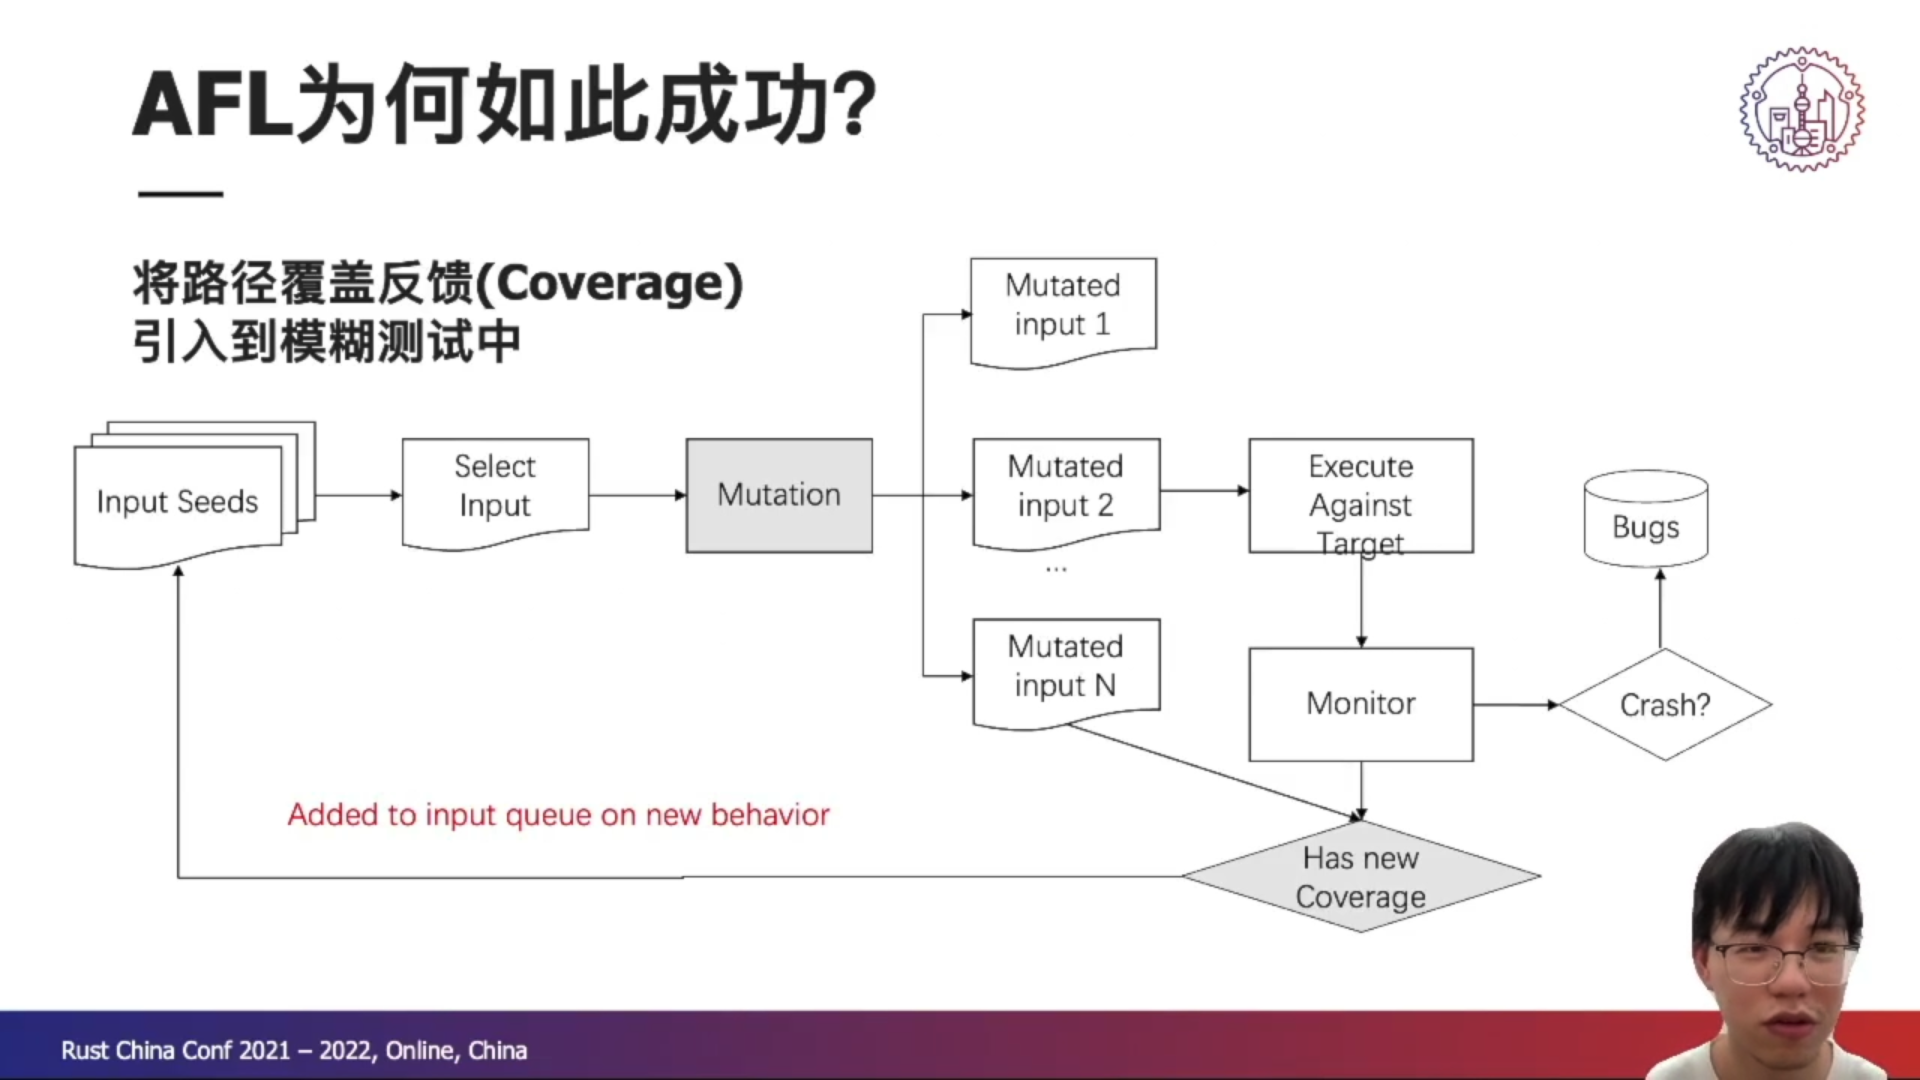 AFL为何如此成功?
将路径覆盖反馈(Coverage)
引入到模糊测试中
Mutated
input 1
Input Seeds
Select
Input
Mutation
Mutated
input 2
...
Execute
Against
Target
Bugs
Mutated
input N
Monitor
Crash?
Added to input queue on new behavior
Has new
Coverage
Rust China Conf 2021 – 2022, Online, China